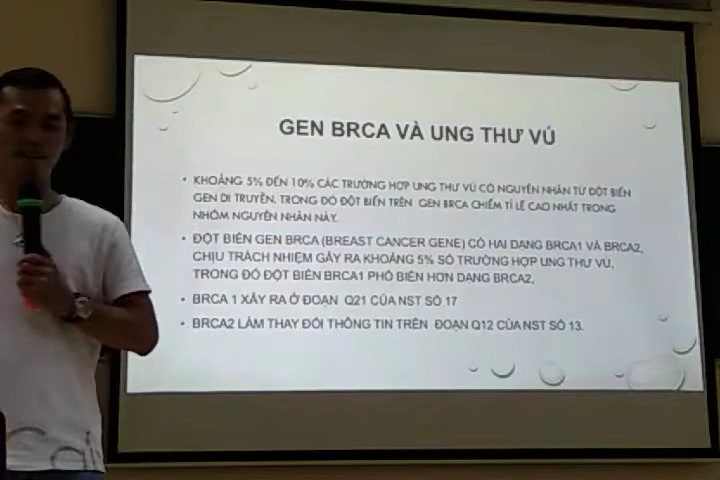 GEN BRCA VÀ UNG THƯ VÚ
• KHOẢNG 5% ĐẾN 10% CÁC TRƯỜNG HỢP UNG THƯ VÚ CÓ NGUYÊN NHÂN TỪ ĐỘT BIẾN
GEN DI TRUYỀN, TRONG ĐÓ ĐỘT BIẾN TRÊN GEN BRCA CHIẾM TỈ LỆ CAO NHẤT TRONG
NHÓM NGUYÊN NHÂN NÀY.
• ĐỘT BIẾN GEN BRCA (BREAST CANCER GENE) CÓ HAI DẠNG BRCA1 VÀ BRCA2,
CHỊU TRÁCH NHIỆM GÂY RA KHOẢNG 5% SỐ TRƯỜNG HỢP UNG THƯ VÚ,
TRONG ĐÓ ĐỘT BIẾN BRCA1 PHỔ BIẾN HƠN DẠNG BRCA2,
• BRCA 1 XẢY RA Ở ĐOẠN Q21 CỦA NST SỐ 17
• BRCA2 LÀM THAY ĐỔI THÔNG TIN TRÊN ĐOẠN Q12 CỦA NST SỐ 13.